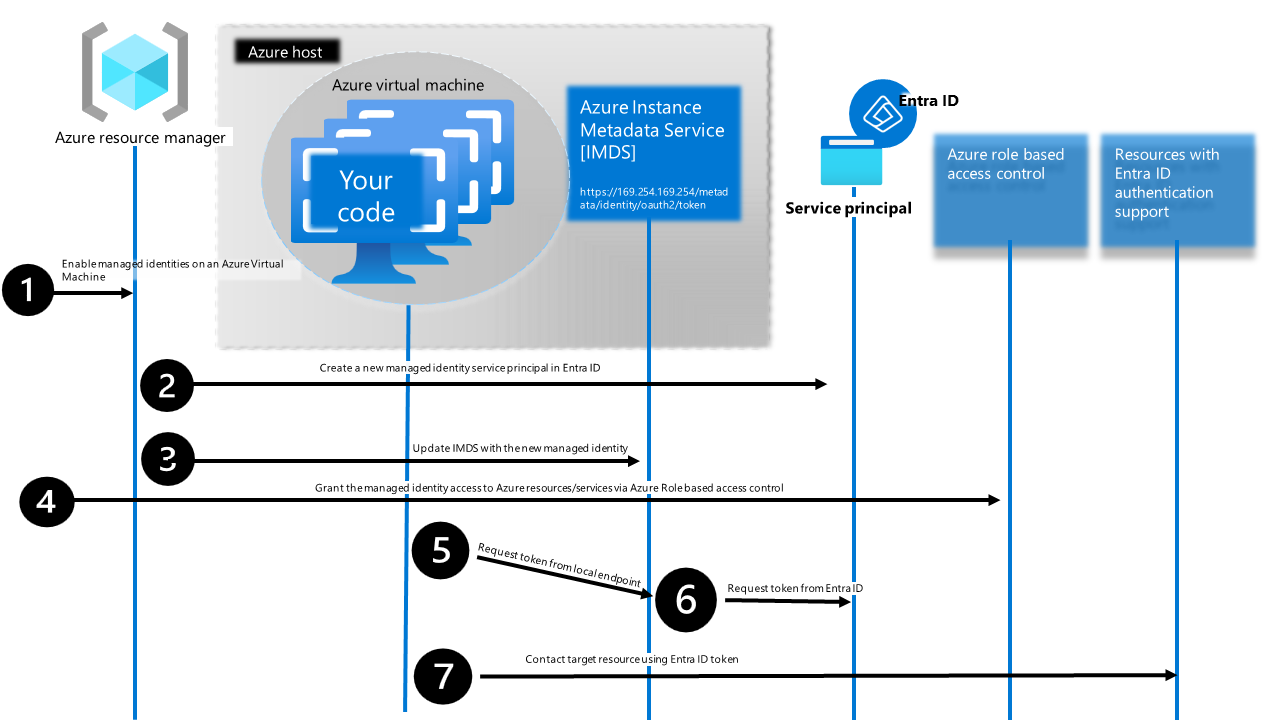 Azure host
Azure virtual machine
Azure resource manager
Your
code
Azure Instance
Metadata Service
[IMDS]
https://169.254.169.254/metad
ata/identity/oauth2/token
Entra ID
Service principal
Azure role based
access control
Resources with
Entra ID
authentication
support
1
Enable managed identities on an Azure Virtual
Machine
2
Create a new managed identity service principal in Entra ID
3
Update IMDS with the new managed identity
4
Grant the managed identity access to Azure resources/services via Azure Role based access control
5
Request token from local endpoint
6
Request token from Entra ID
7
Contact target resource using Entra ID token